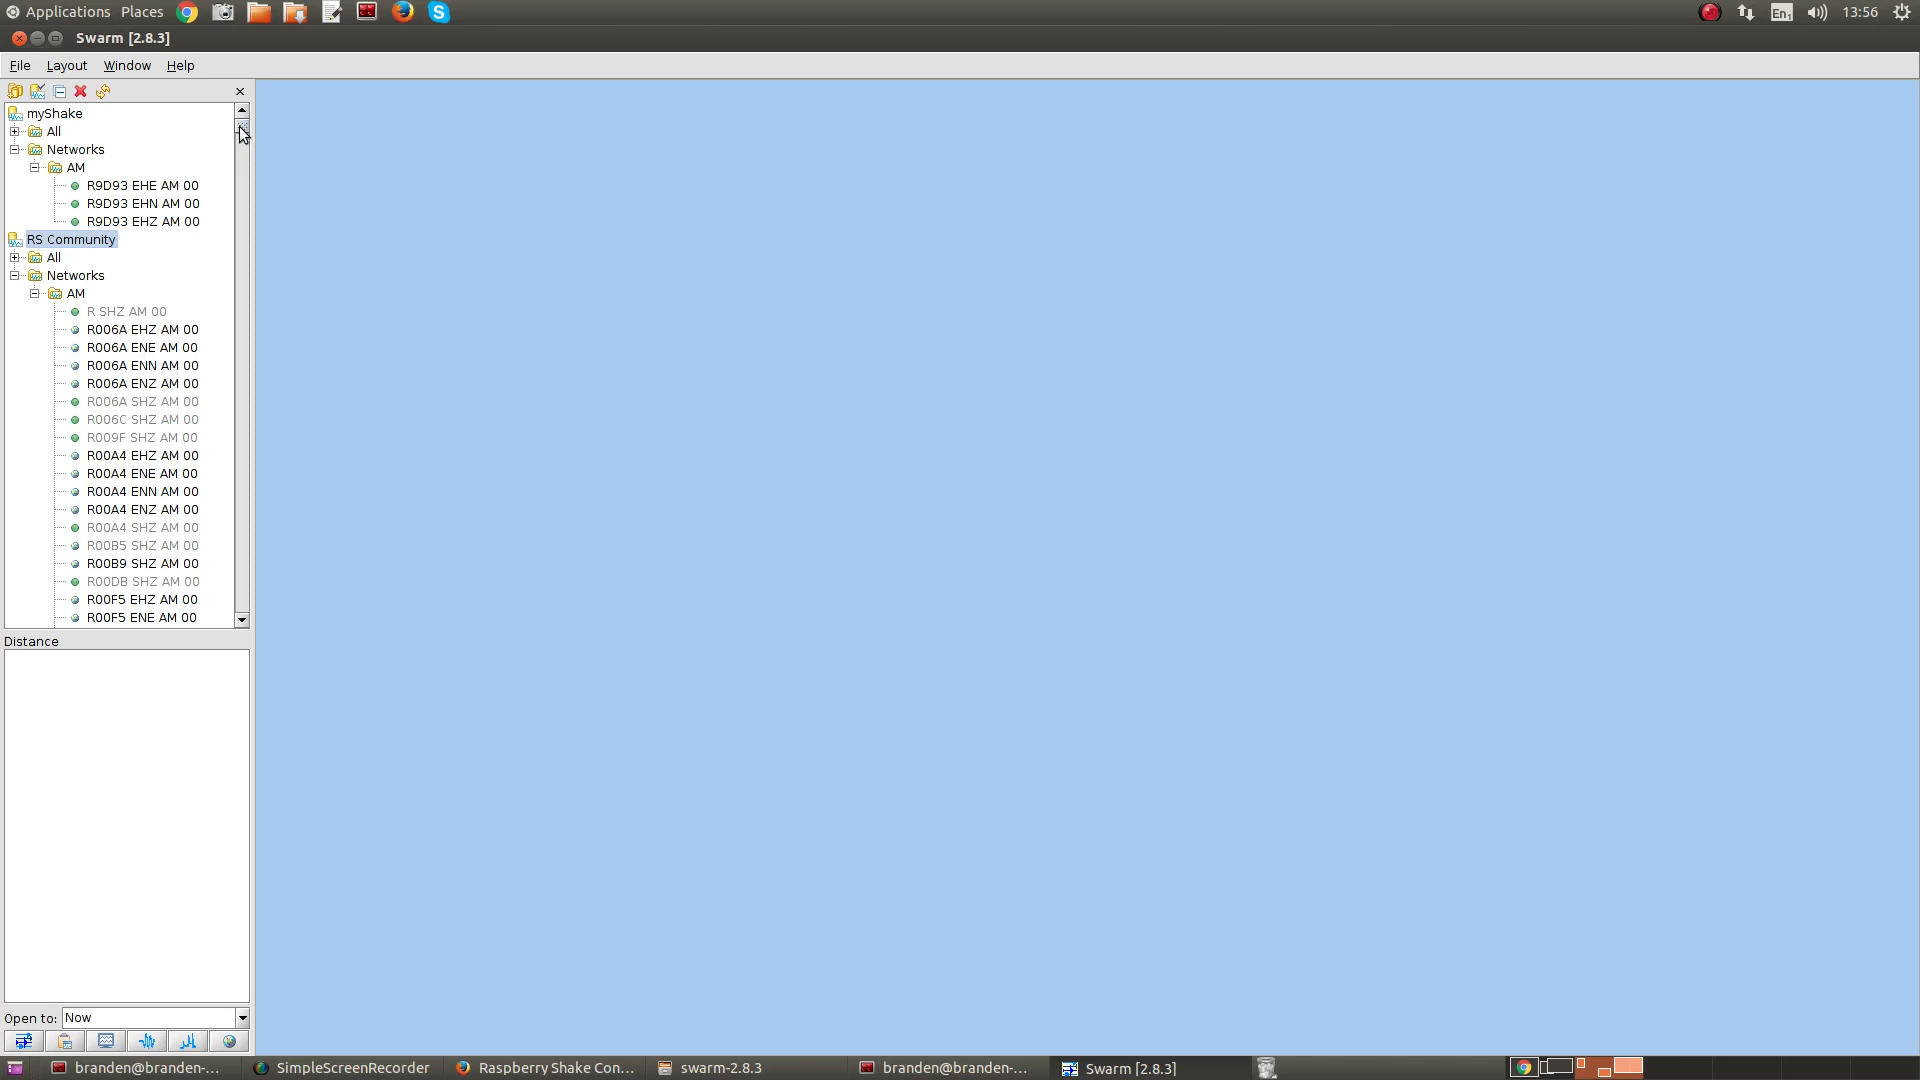 Applications Places En1 13:56
Swarm [2.8.3]
File Layout Window Help
myShake
All
Networks
AM
R9D93 EHE AM 00
R9D93 EHN AM 00
R9D93 EHZ AM 00
RS Community
All
Networks
AM
R SHZ AM 00
R006A EHZ AM 00
R006A ENE AM 00
R006A ENN AM 00
R006A ENZ AM 00
R006A SHZ AM 00
R006C SHZ AM 00
R009F SHZ AM 00
R00A4 EHZ AM 00
R00A4 ENE AM 00
R00A4 ENN AM 00
R00A4 ENZ AM 00
R00A4 SHZ AM 00
R00B5 SHZ AM 00
R00B9 SHZ AM 00
R00DB SHZ AM 00
R00F5 EHZ AM 00
R00F5 ENE AM 00
Distance
Open to: Now
branden@branden-... SimpleScreenRecorder Raspberry Shake Con... swarm-2.8.3 branden@branden-... Swarm [2.8.3]